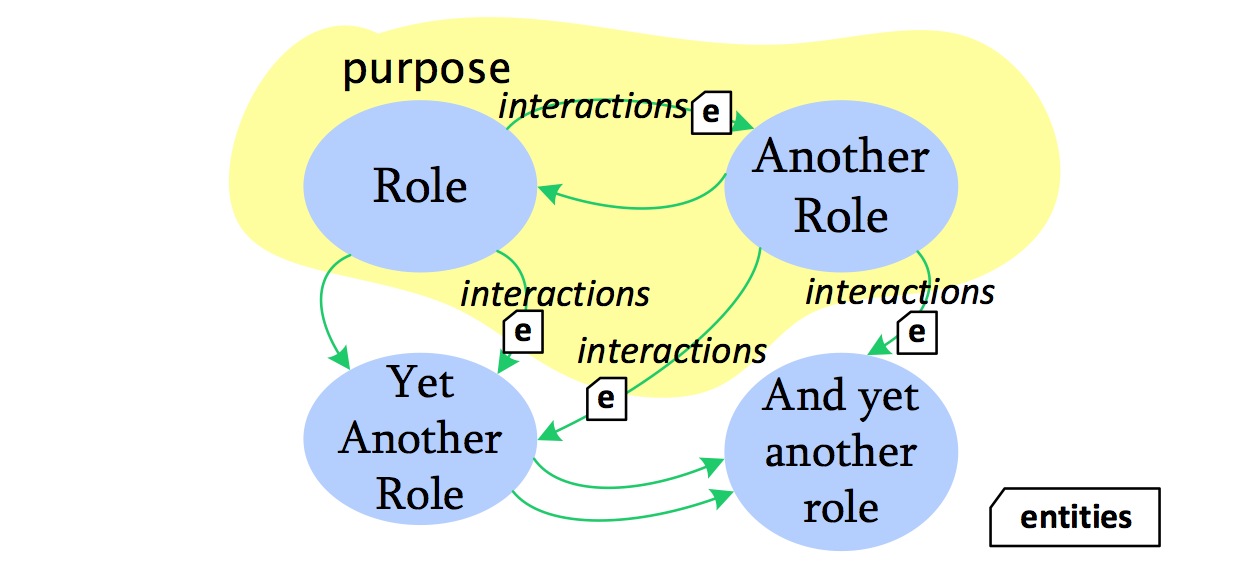 purpose
interactions
e
Role
Another
Role
interactions
e
interactions
e
interactions
e
Yet
Another
Role
And yet
another
role
entities